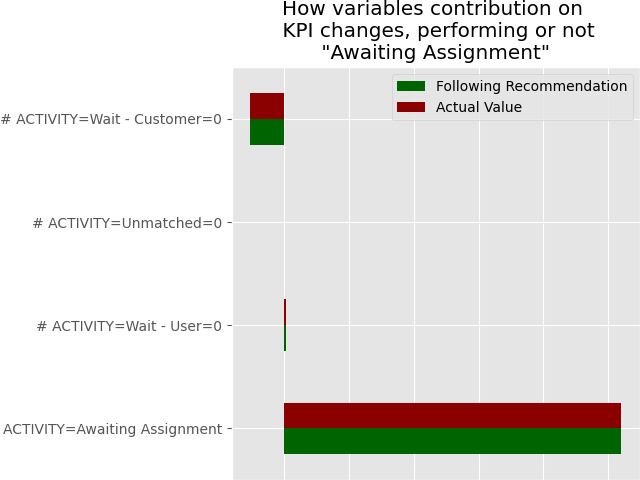 How variables contribution on
KPI changes, performing or not
"Awaiting Assignment"
Following Recommendation
Actual Value
# ACTIVITY=Wait - Customer=0
# ACTIVITY=Unmatched=0
# ACTIVITY=Wait - User=0
ACTIVITY=Awaiting Assignment